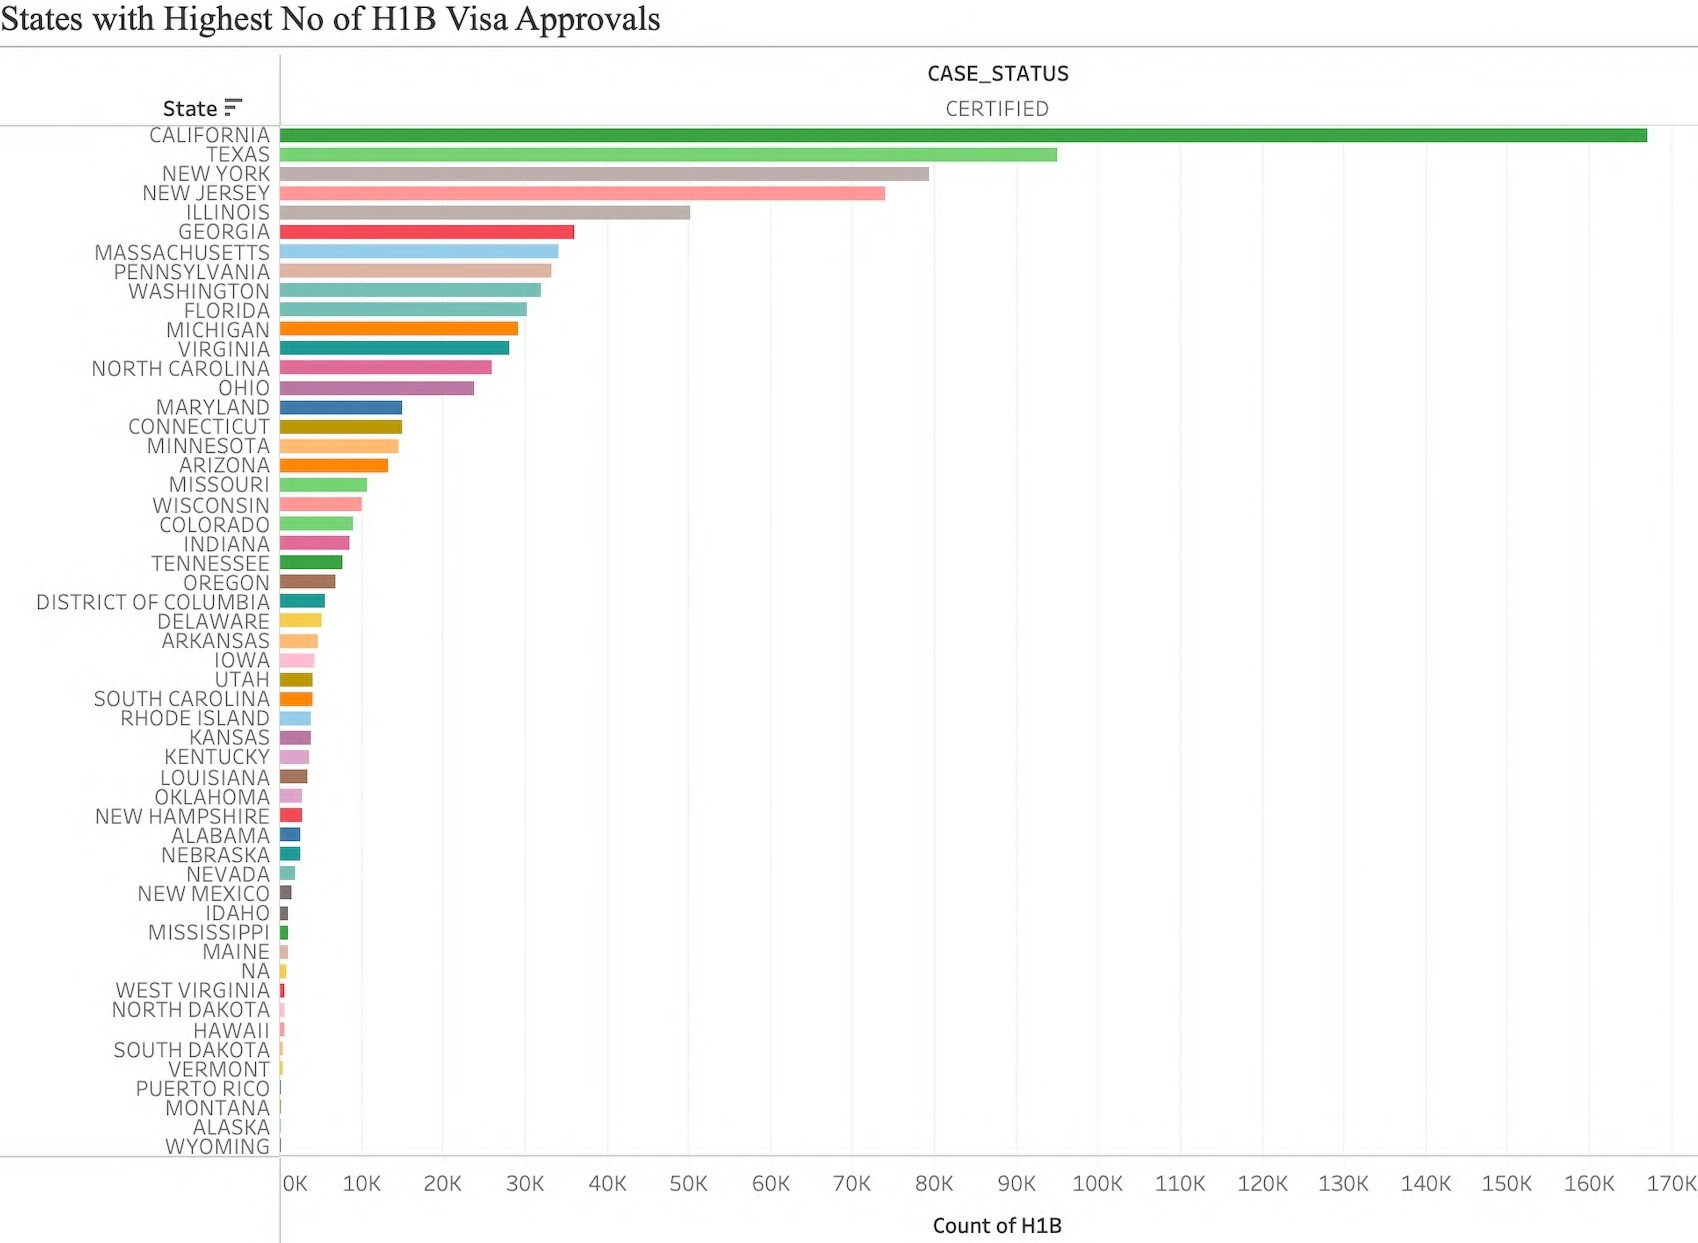 States with Highest No of H1B Visa Approvals
CASE_STATUS
State
CERTIFIED
CALIFORNIA
TEXAS
NEW YORK
NEW JERSEY
ILLINOIS
GEORGIA
MASSACHUSETTS
PENNSYLVANIA
WASHINGTON
FLORIDA
MICHIGAN
VIRGINIA
NORTH CAROLINA
OHIO
MARYLAND
CONNECTICUT
MINNESOTA
ARIZONA
MISSOURI
WISCONSIN
COLORADO
INDIANA
TENNESSEE
OREGON
DISTRICT OF COLUMBIA
DELAWARE
ARKANSAS
IOWA
UTAH
SOUTH CAROLINA
RHODE ISLAND
KANSAS
KENTUCKY
LOUISIANA
OKLAHOMA
NEW HAMPSHIRE
ALABAMA
NEBRASKA
NEVADA
NEW MEXICO
IDAHO
MISSISSIPPI
MAINE
NA
WEST VIRGINIA
NORTH DAKOTA
HAWAII
SOUTH DAKOTA
VERMONT
PUERTO RICO
MONTANA
ALASKA
WYOMING
0K 10K 20K 30K 40K 50K 60K 70K 80K 90K 100K 110K 120K 130K 140K 150K 160K 170K
Count of H1B